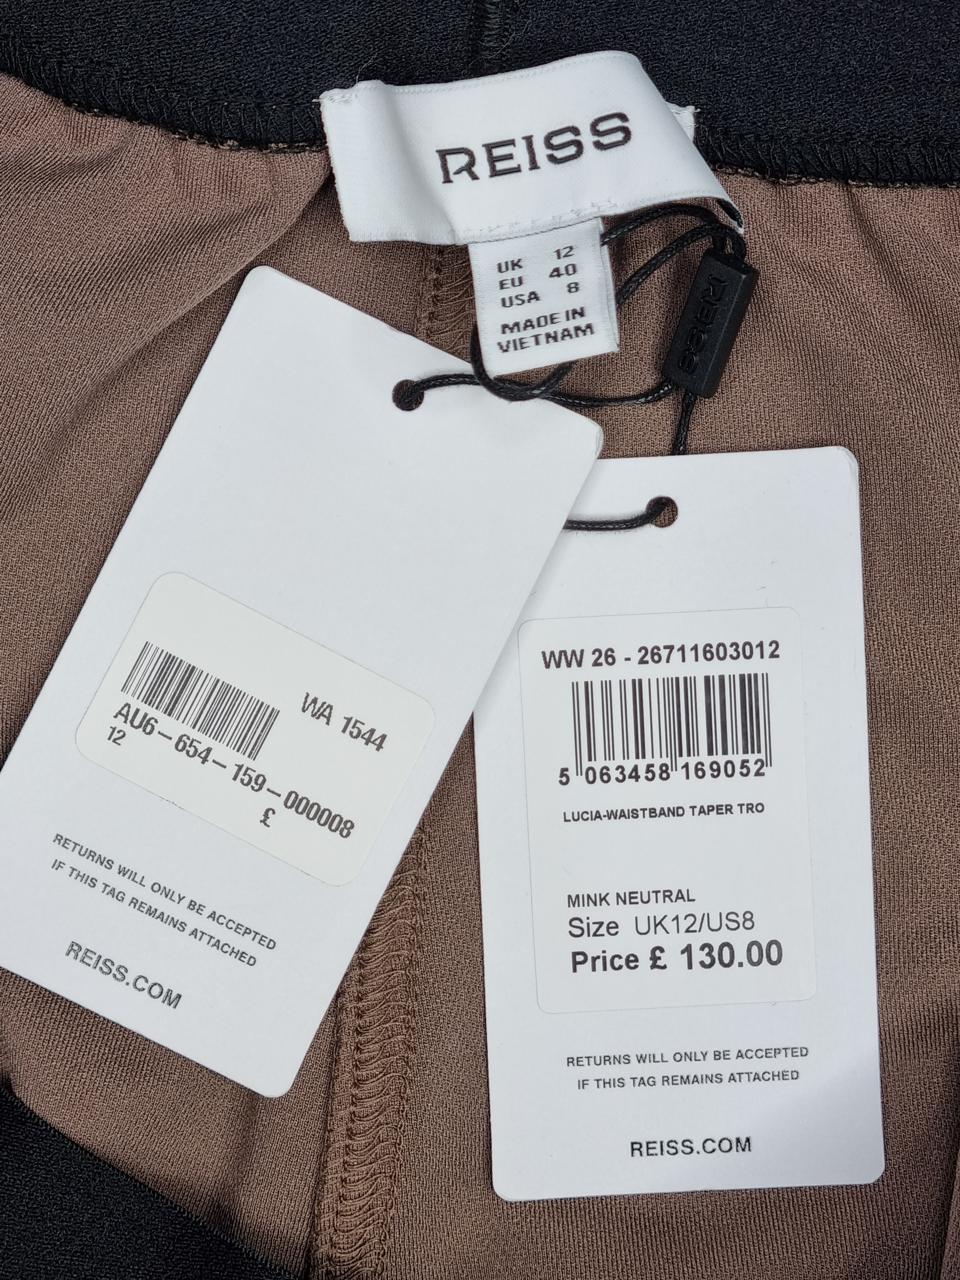 REISS
UK 12
EU 40
USA 8
MADE IN
VIETNAM
REISS
WA 1544
AU6-654-159-000008
12
£
RETURNS WILL ONLY BE ACCEPTED
IF THIS TAG REMAINS ATTACHED
REISS.COM
WW 26 - 26711603012
5 063458 169052
LUCIA-WAISTBAND TAPER TRO
MINK NEUTRAL
Size UK12/US8
Price £ 130.00
RETURNS WILL ONLY BE ACCEPTED
IF THIS TAG REMAINS ATTACHED
REISS.COM